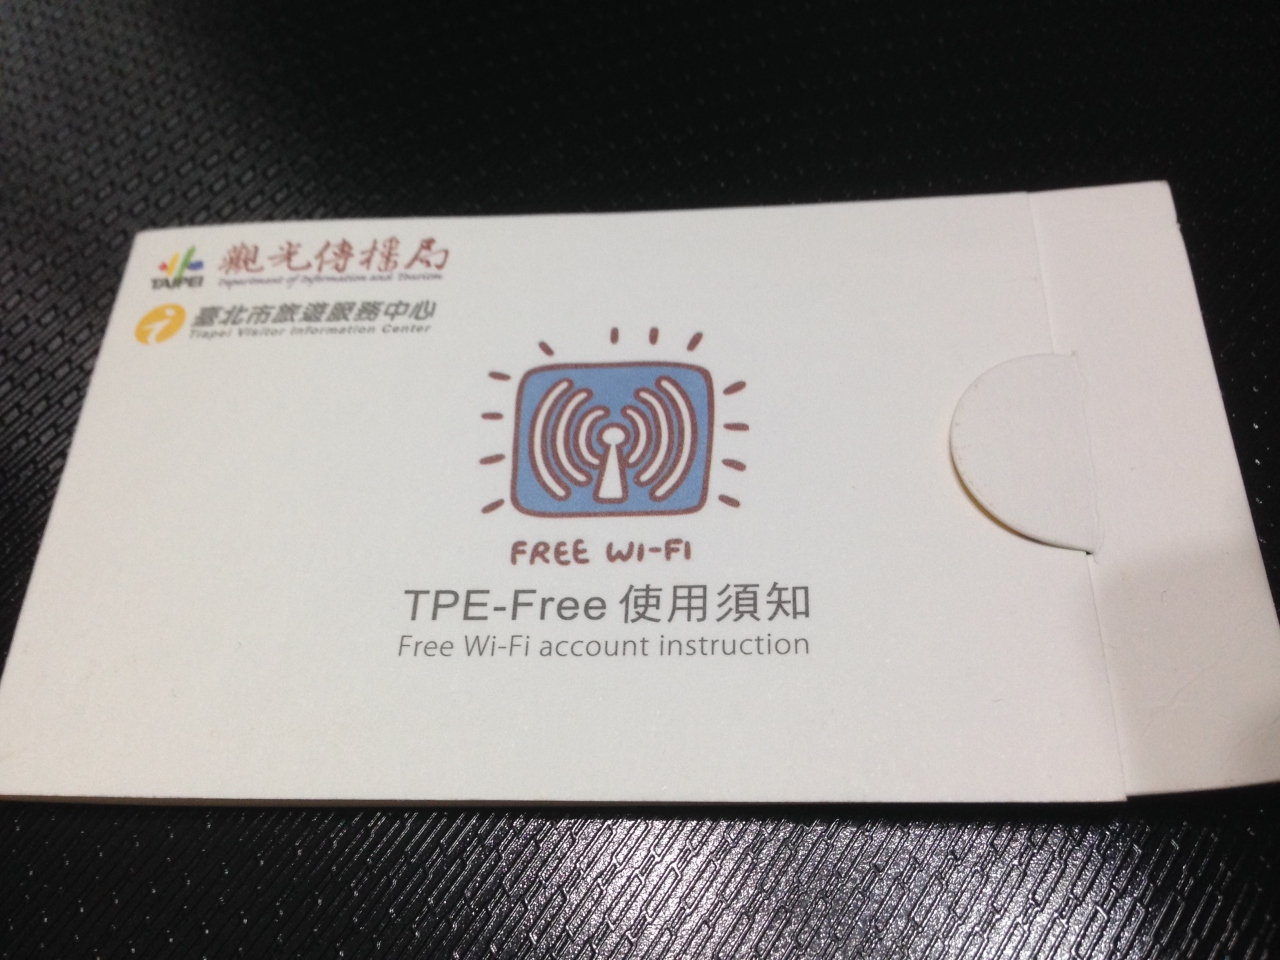 TAIPEI
觀光傳播局
Department of Information and Tourism
臺北市旅遊服務中心
Tiapei Visitor Information Center
FREE WI-FI
TPE-Free 使用須知
Free Wi-Fi account instruction